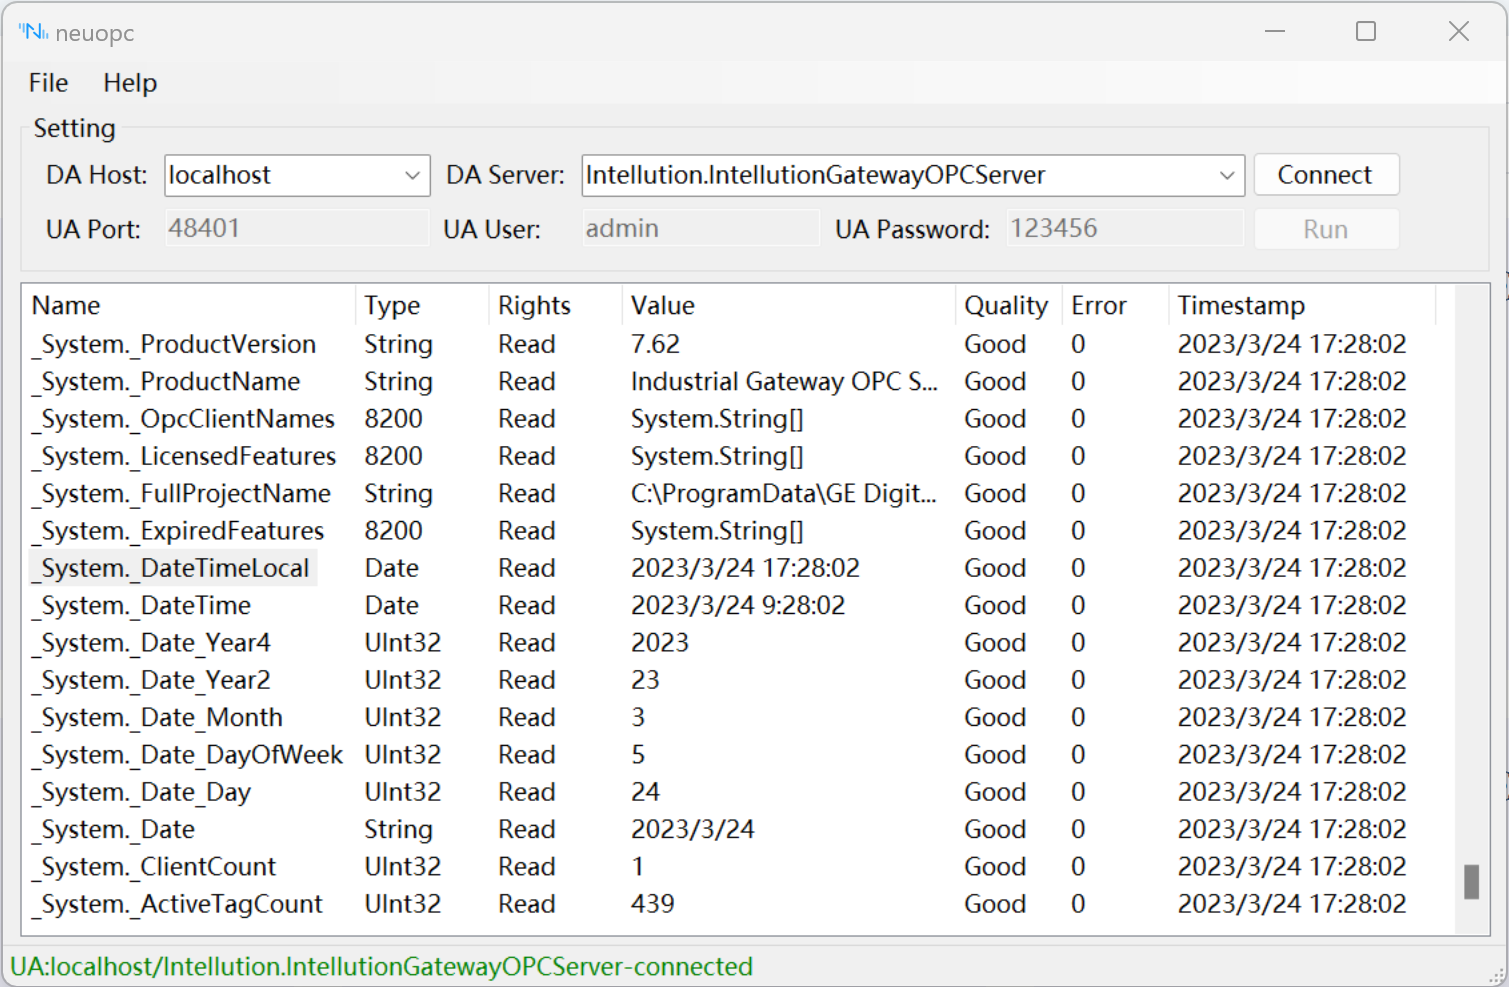 neuopc
File Help
Setting
DA Host: localhost DA Server: Intellution.IntellutionGatewayOPCServer Connect
UA Port: 48401 UA User: admin UA Password: 123456 Run
Name Type Rights Value Quality Error Timestamp
_System._ProductVersion String Read 7.62 Good 0 2023/3/24 17:28:02
_System._ProductName String Read Industrial Gateway OPC S... Good 0 2023/3/24 17:28:02
_System._OpcClientNames 8200 Read System.String[] Good 0 2023/3/24 17:28:02
_System._LicensedFeatures 8200 Read System.String[] Good 0 2023/3/24 17:28:02
_System._FullProjectName String Read C:\ProgramData\GE Digit... Good 0 2023/3/24 17:28:02
_System._ExpiredFeatures 8200 Read System.String[] Good 0 2023/3/24 17:28:02
_System._DateTimeLocal Date Read 2023/3/24 17:28:02 Good 0 2023/3/24 17:28:02
_System._DateTime Date Read 2023/3/24 9:28:02 Good 0 2023/3/24 17:28:02
_System._Date_Year4 UInt32 Read 2023 Good 0 2023/3/24 17:28:02
_System._Date_Year2 UInt32 Read 23 Good 0 2023/3/24 17:28:02
_System._Date_Month UInt32 Read 3 Good 0 2023/3/24 17:28:02
_System._Date_DayOfWeek UInt32 Read 5 Good 0 2023/3/24 17:28:02
_System._Date_Day UInt32 Read 24 Good 0 2023/3/24 17:28:02
_System._Date String Read 2023/3/24 Good 0 2023/3/24 17:28:02
_System._ClientCount UInt32 Read 1 Good 0 2023/3/24 17:28:02
_System._ActiveTagCount UInt32 Read 439 Good 0 2023/3/24 17:28:02
UA:localhost/Intellution.IntellutionGatewayOPCServer-connected